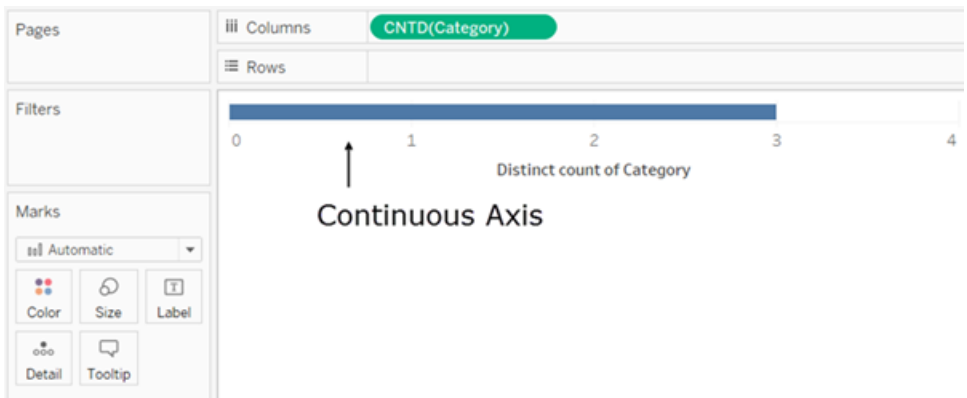 Pages
Columns
CNTD(Category)
Rows
Filters
0 1 2 3 4
Distinct count of Category
Continuous Axis
Marks
Automatic
Color Size Label
T
Detail Tooltip